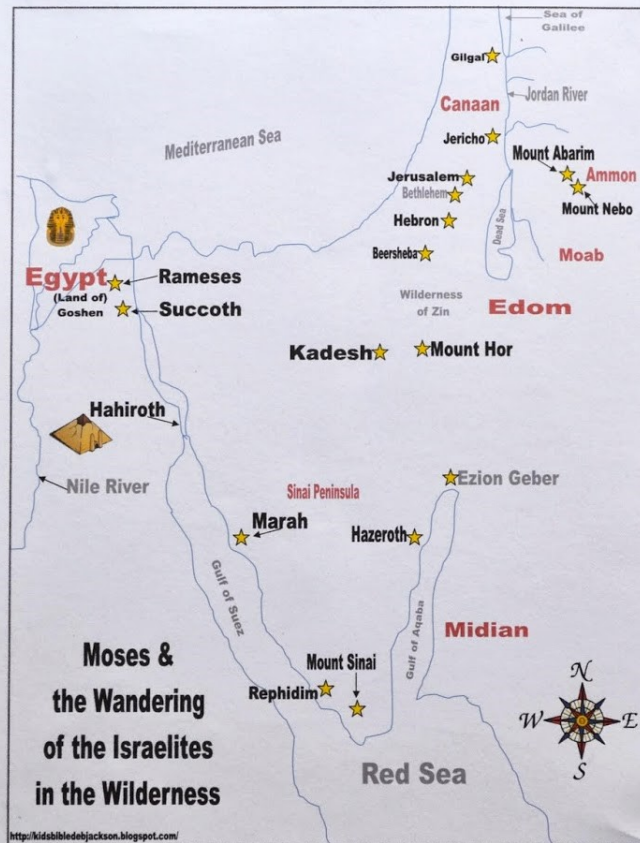 Sea of
Galilee
Gilgal
Jordan River
Canaan
Jericho
Mediterranean Sea
Mount Abarim
Ammon
Jerusalem
Bethlehem
Mount Nebo
Hebron
Dead Sea
Beersheba
Moab
Egypt
Rameses
(Land of)
Goshen
Succoth
Wilderness
of Zin
Edom
Kadesh
Mount Hor
Hahiroth
Nile River
Sinai Peninsula
Ezion Geber
Marah
Hazeroth
Gulf of Suez
Gulf of Aqaba
Midian
Moses &
the Wandering
of the Israelites
in the Wilderness
Mount Sinai
Rephidim
N
W
E
S
Red Sea
http://kidsbibledebjackson.blogspot.com/